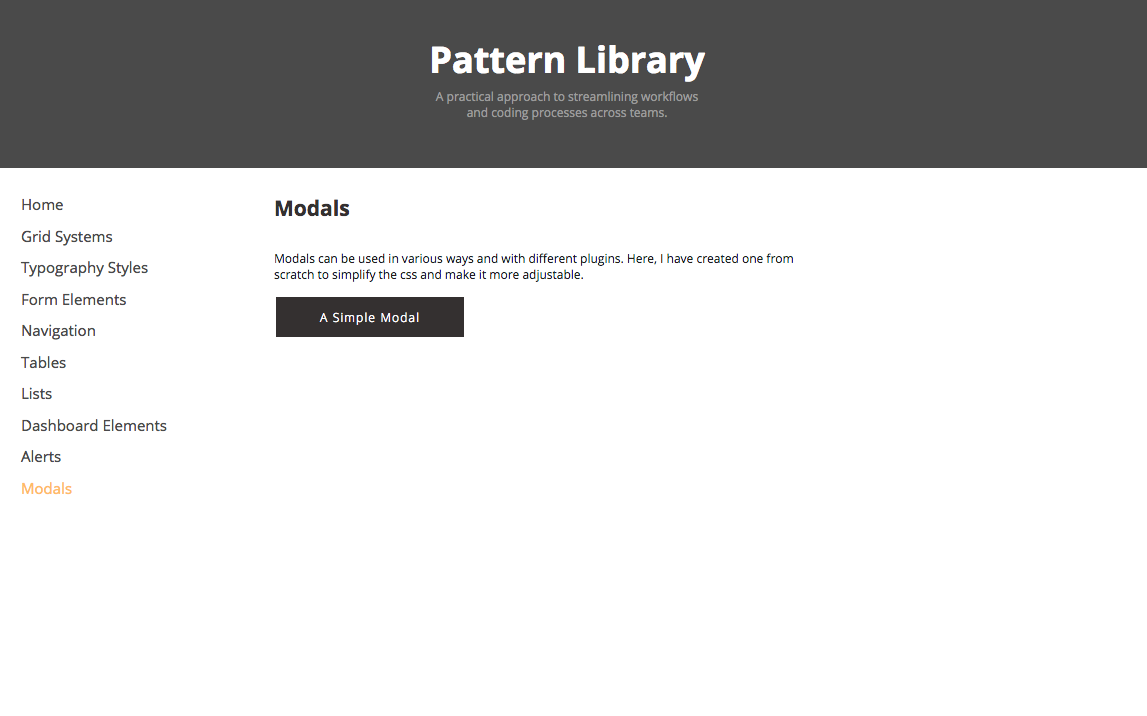 Pattern Library
A practical approach to streamlining workflows
and coding processes across teams.
Home
Grid Systems
Typography Styles
Form Elements
Navigation
Tables
Lists
Dashboard Elements
Alerts
Modals
Modals
Modals can be used in various ways and with different plugins. Here, I have created one from
scratch to simplify the css and make it more adjustable.
A Simple Modal